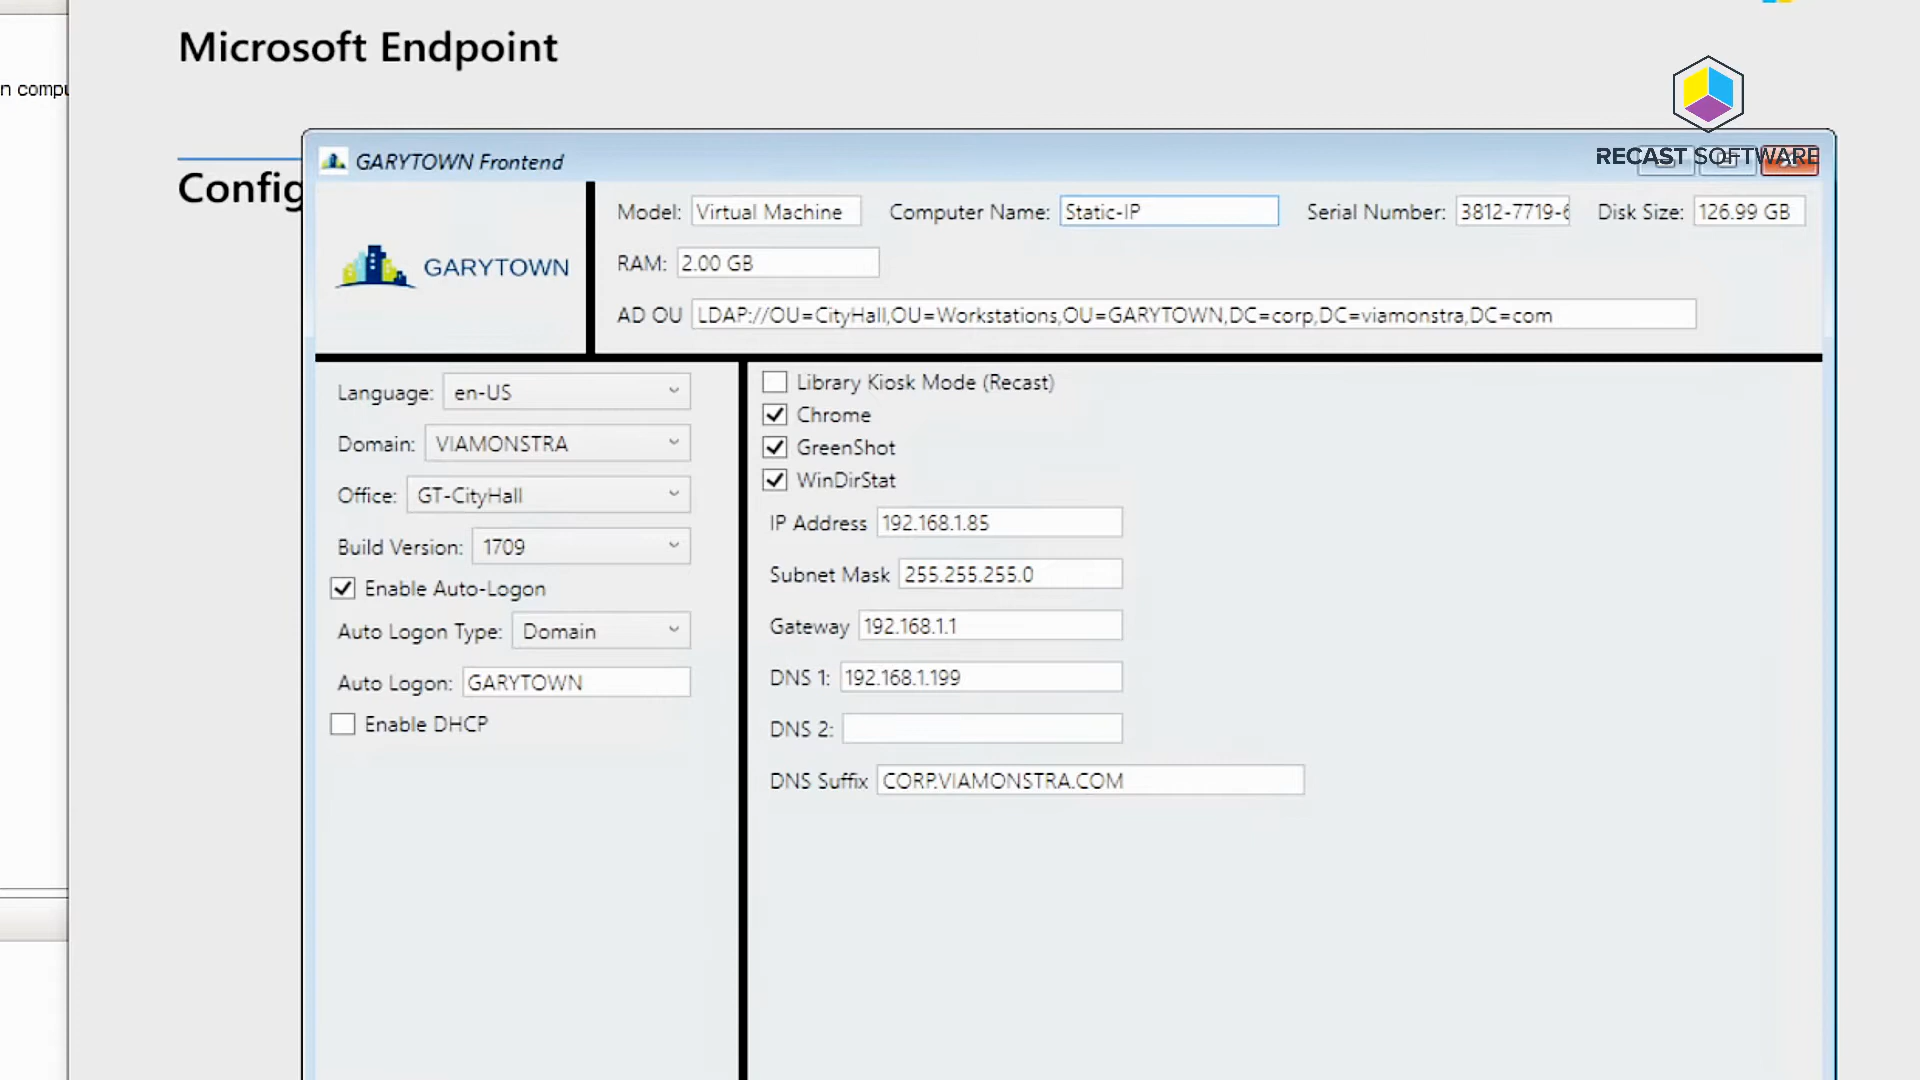 Microsoft Endpoint
n compu
RECAST SOFTWARE
GARYTOWN Frontend
Config
Model: Virtual Machine Computer Name: Static-IP Serial Number: 3812-7719-6 Disk Size: 126.99 GB
GARYTOWN
RAM: 2.00 GB
AD OU LDAP://OU=CityHall,OU=Workstations,OU=GARYTOWN,DC=corp,DC=viamonstra,DC=com
Language: en-US
Domain: VIAMONSTRA
Office: GT-CityHall
Build Version: 1709
Enable Auto-Logon
Auto Logon Type: Domain
Auto Logon: GARYTOWN
Enable DHCP
Library Kiosk Mode (Recast)
Chrome
GreenShot
WinDirStat
IP Address 192.168.1.85
Subnet Mask 255.255.255.0
Gateway 192.168.1.1
DNS 1: 192.168.1.199
DNS 2:
DNS Suffix CORP.VIAMONSTRA.COM